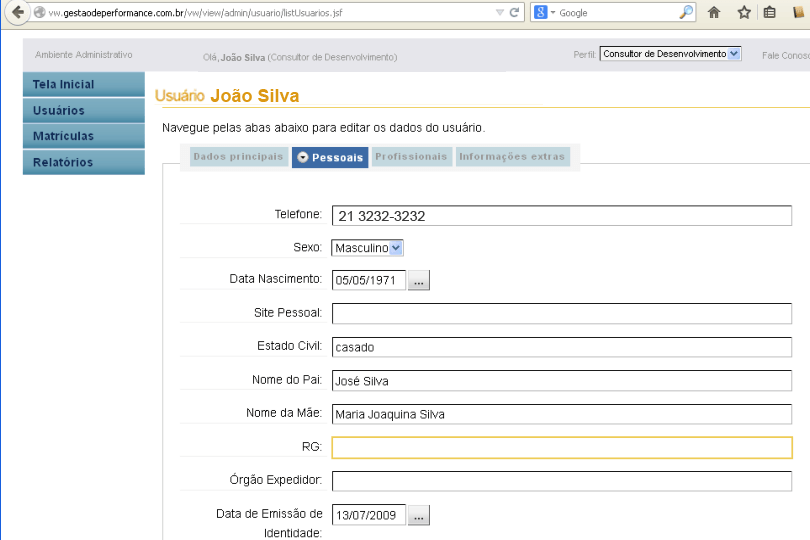 vw.gestaodeperformance.com.br/vw/view/admin/usuario/listUsuarios.jsf
8 - Google
Ambiente Administrativo
Olá, João Silva (Consultor de Desenvolvimento)
Perfil: Consultor de Desenvolvimento
Fale Conosc
Tela Inicial
Usuários
Matrículas
Relatórios
Usuário João Silva
Navegue pelas abas abaixo para editar os dados do usuário.
Dados principais Pessoais Profissionais Informações extras
Telefone: 21 3232-3232
Sexo: Masculino
Data Nascimento: 05/05/1971 ...
Site Pessoal:
Estado Civil: casado
Nome do Pai: José Silva
Nome da Mãe: Maria Joaquina Silva
RG:
Órgão Expedidor:
Data de Emissão de 13/07/2009 ...
Identidade: